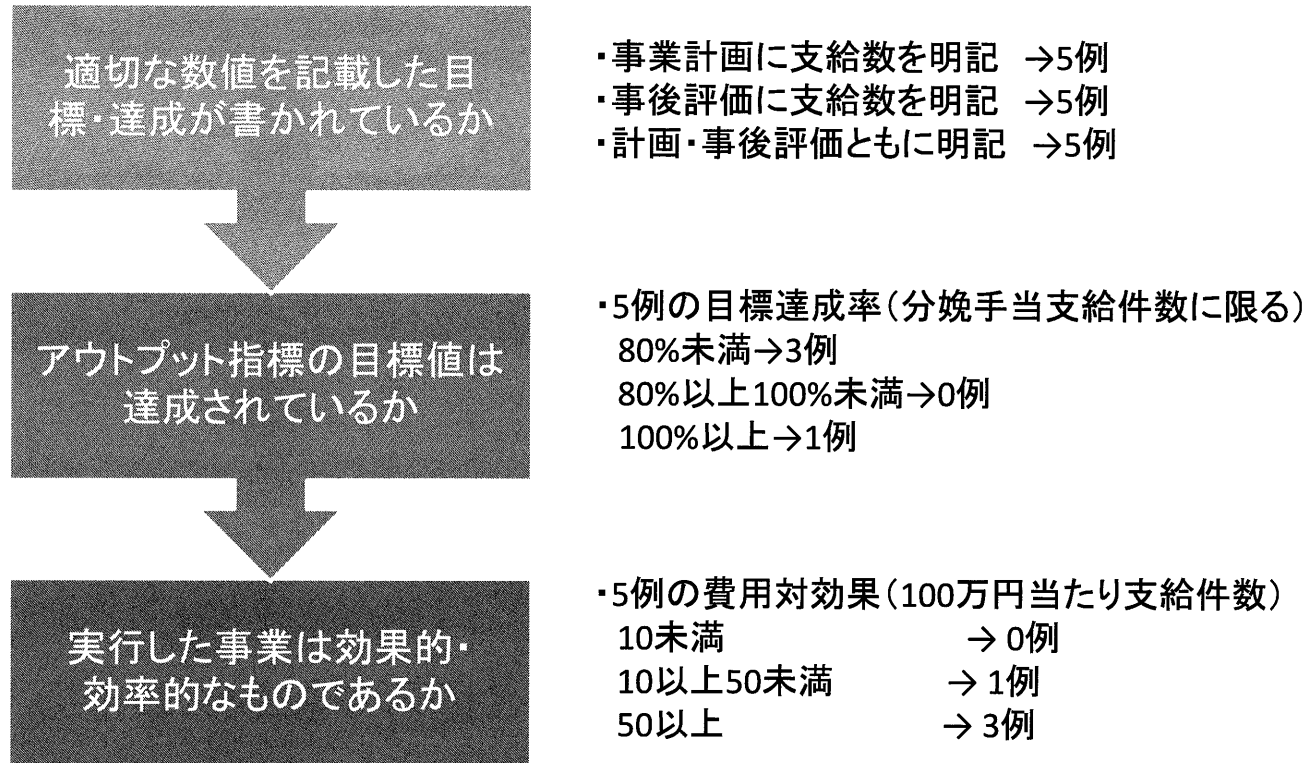 適切な数値を記載した目
標・達成が書かれているか
・事業計画に支給数を明記 →5例
・事後評価に支給数を明記 →5例
・計画・事後評価ともに明記 →5例
アウトプット指標の目標値は
達成されているか
・5例の目標達成率(分娩手当支給件数に限る)
80%未満→3例
80%以上100%未満→0例
100%以上→1例
実行した事業は効果的・
効率的なものであるか
・5例の費用対効果(100万円当たり支給件数)
10未満 → 0例
10以上50未満 → 1例
50以上 → 3例